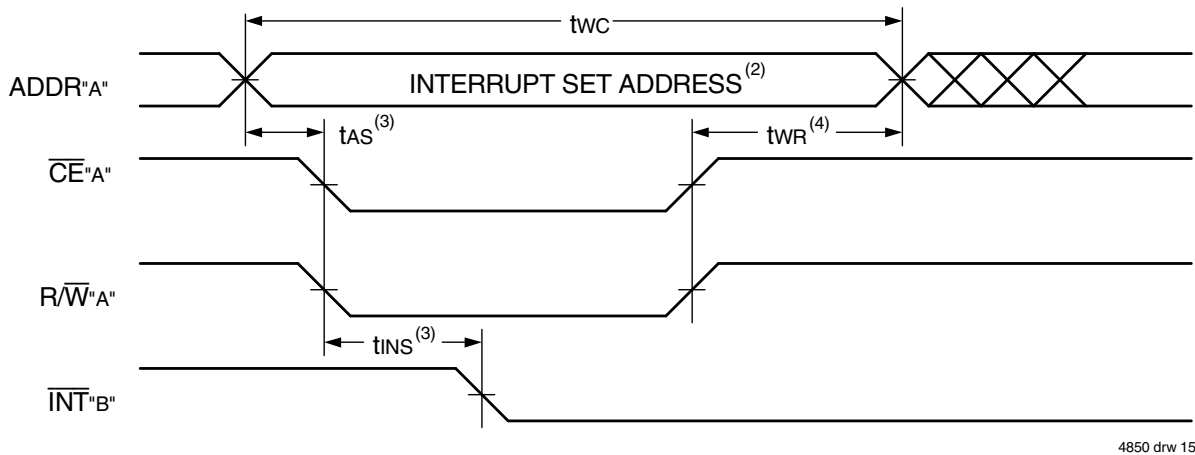 tWC
ADDR"A"
INTERRUPT SET ADDRESS(2)
tAS(3)
tWR(4)
CE"A"
R/W"A"
tINS(3)
INT"B"
4850 drw 15